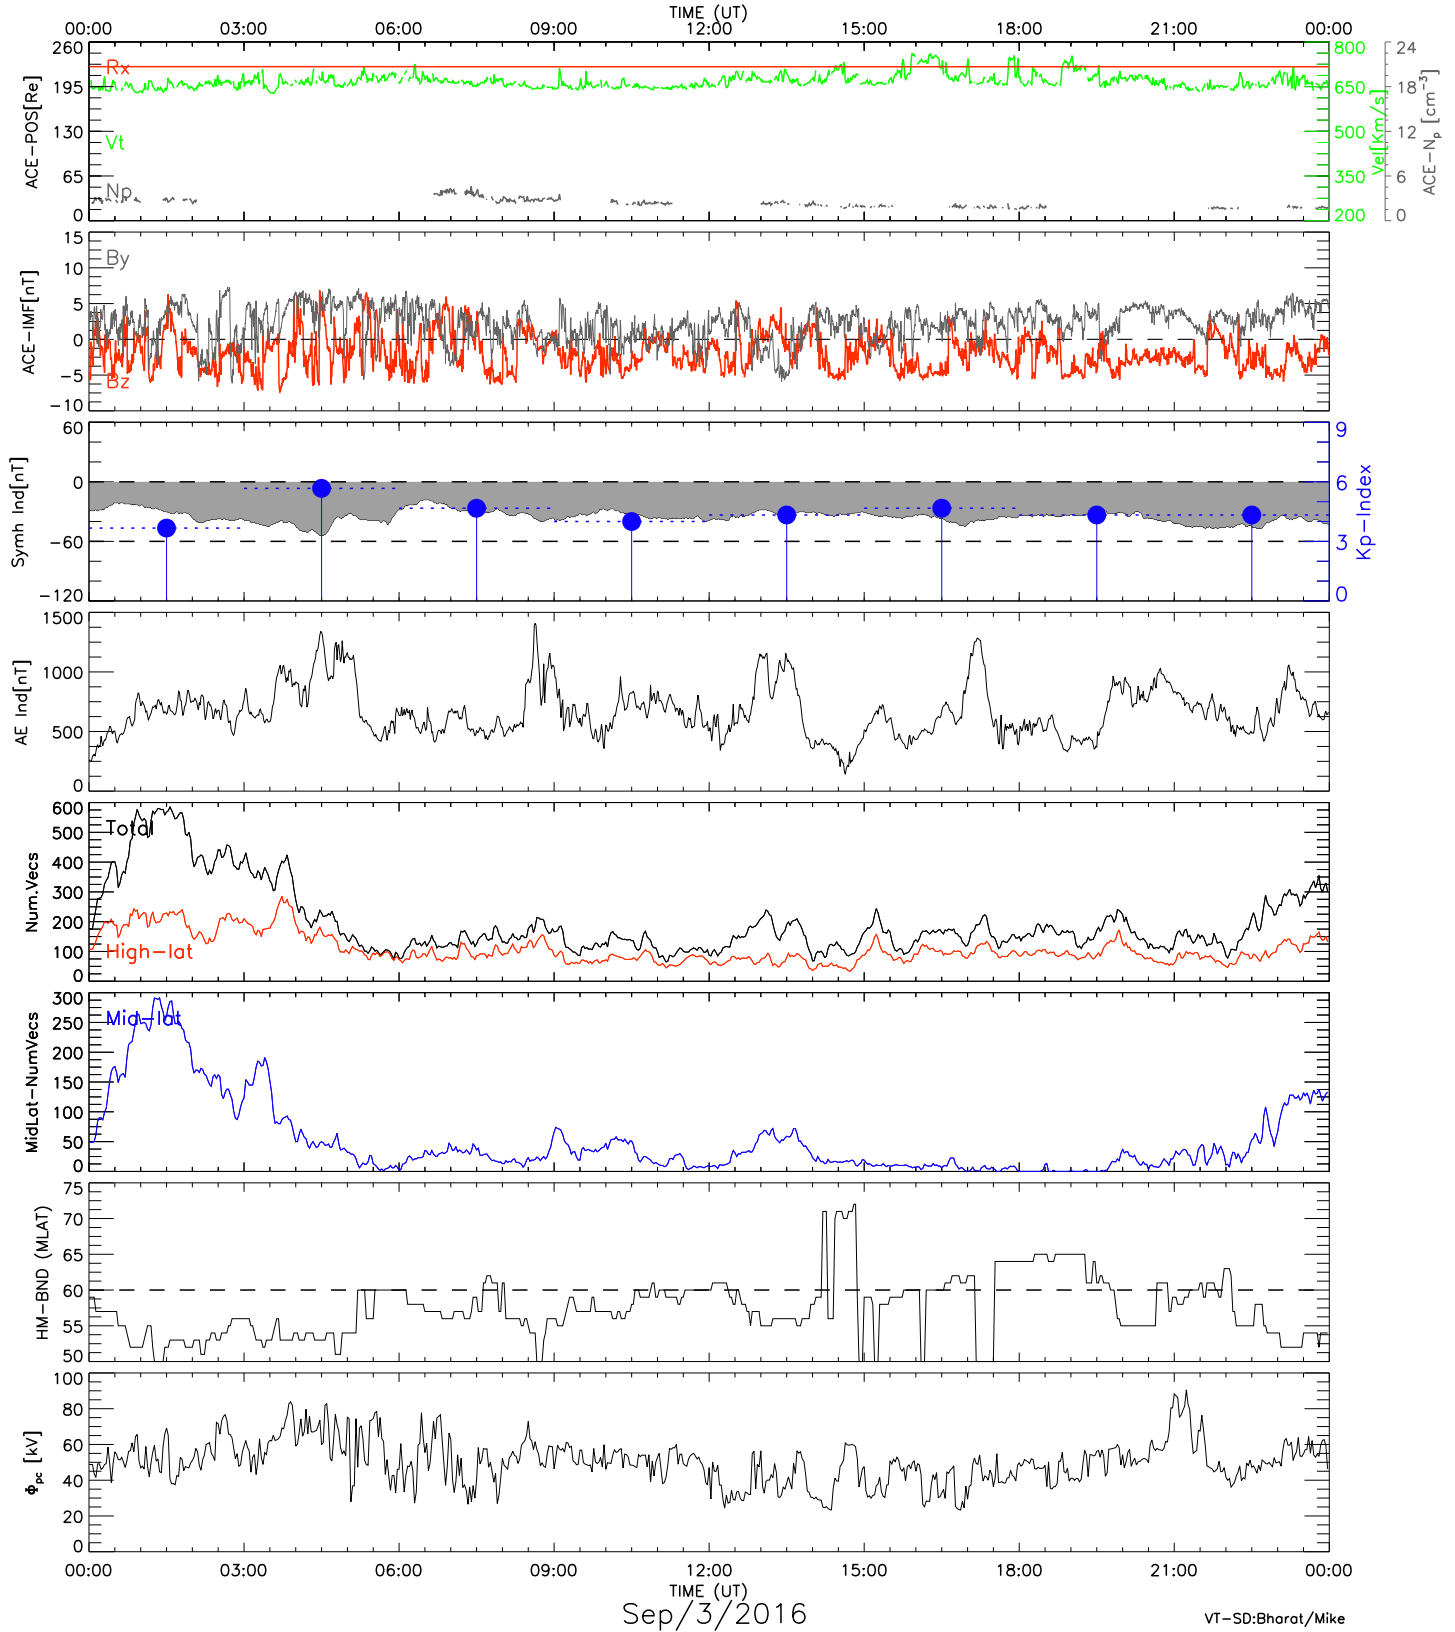 TIME (UT)
00:00 03:00 06:00 09:00 12:00 15:00 18:00 21:00 00:00
ACE-POS[Re]
260
195
130
65
0
Rx
Vt
Np
800
650
500
350
200
Vel[Km/s]
24
18
12
6
0
ACE-Np [cm-3]
ACE-IMF[nT]
15
10
5
0
-5
-10
By
Bz
Symh Ind[nT]
60
0
-60
-120
9
6
3
0
Kp-Index
AE Ind[nT]
1500
1000
500
0
Num.Vecs
600
500
400
300
200
100
0
Total
High-lat
MidLat-NumVecs
300
250
200
150
100
50
0
Mid-lat
HM-BND (MLAT)
75
70
65
60
55
50
Φpc [kV]
100
80
60
40
20
0
00:00 03:00 06:00 09:00 12:00 15:00 18:00 21:00 00:00
TIME (UT)
Sep/3/2016
VT-SD:Bharat/Mike